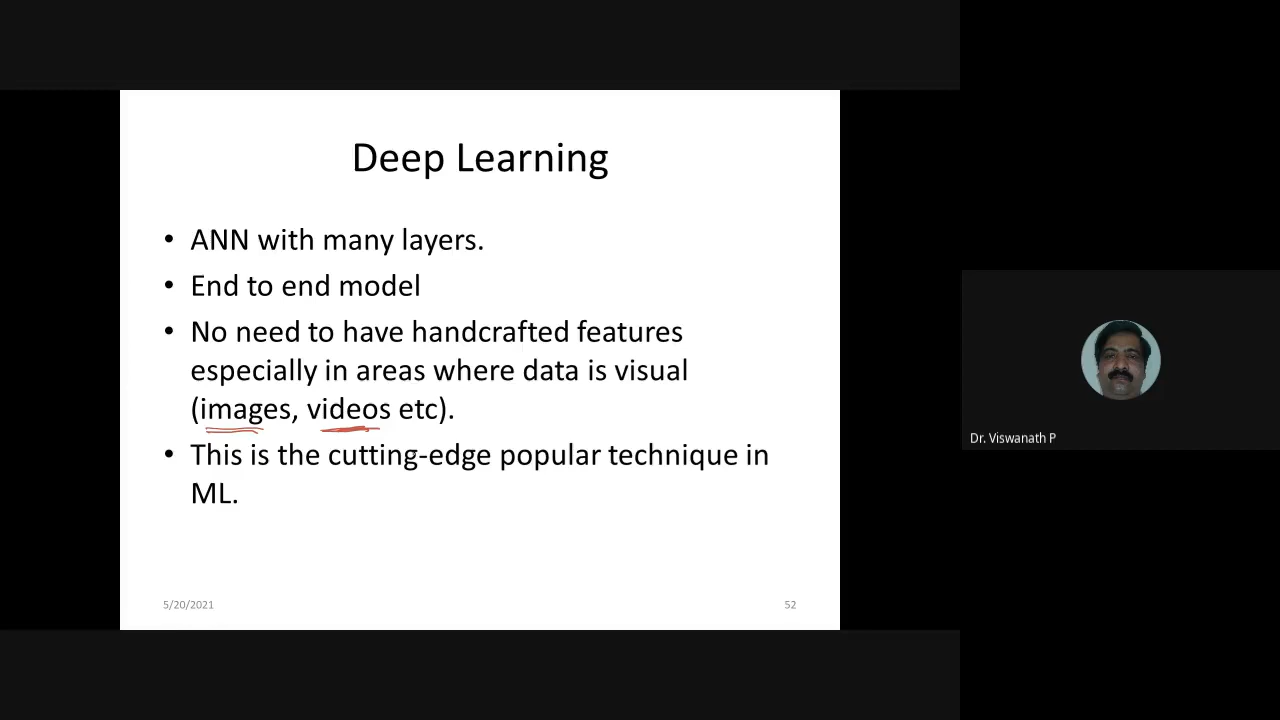 Deep Learning
• ANN with many layers.
• End to end model
• No need to have handcrafted features
especially in areas where data is visual
(images, videos etc).
• This is the cutting-edge popular technique in
ML.
5/20/2021
52
Dr. Viswanath P